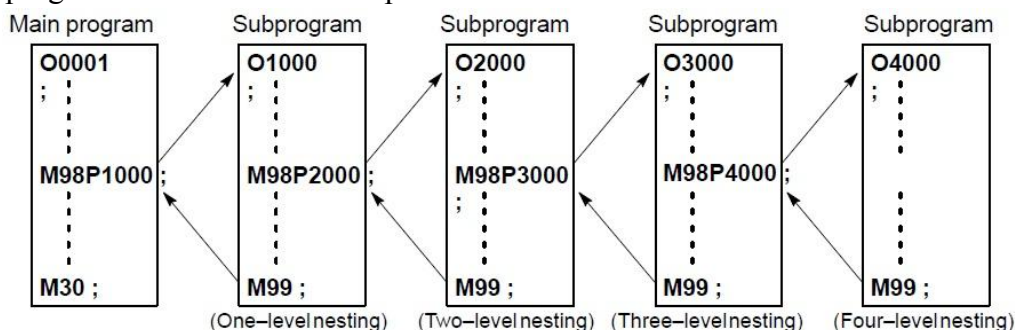 Main program
O0001
;
M98P1000 ;
M30 ;
Subprogram
O1000
;
M98P2000 ;
M99 ;
(One–level nesting)
Subprogram
O2000
;
M98P3000
;
M99 ;
(Two–level nesting)
Subprogram
O3000
;
M98P4000 ;
M99 ;
(Three–level nesting)
Subprogram
O4000
;
M99 ;
(Four–level nesting)